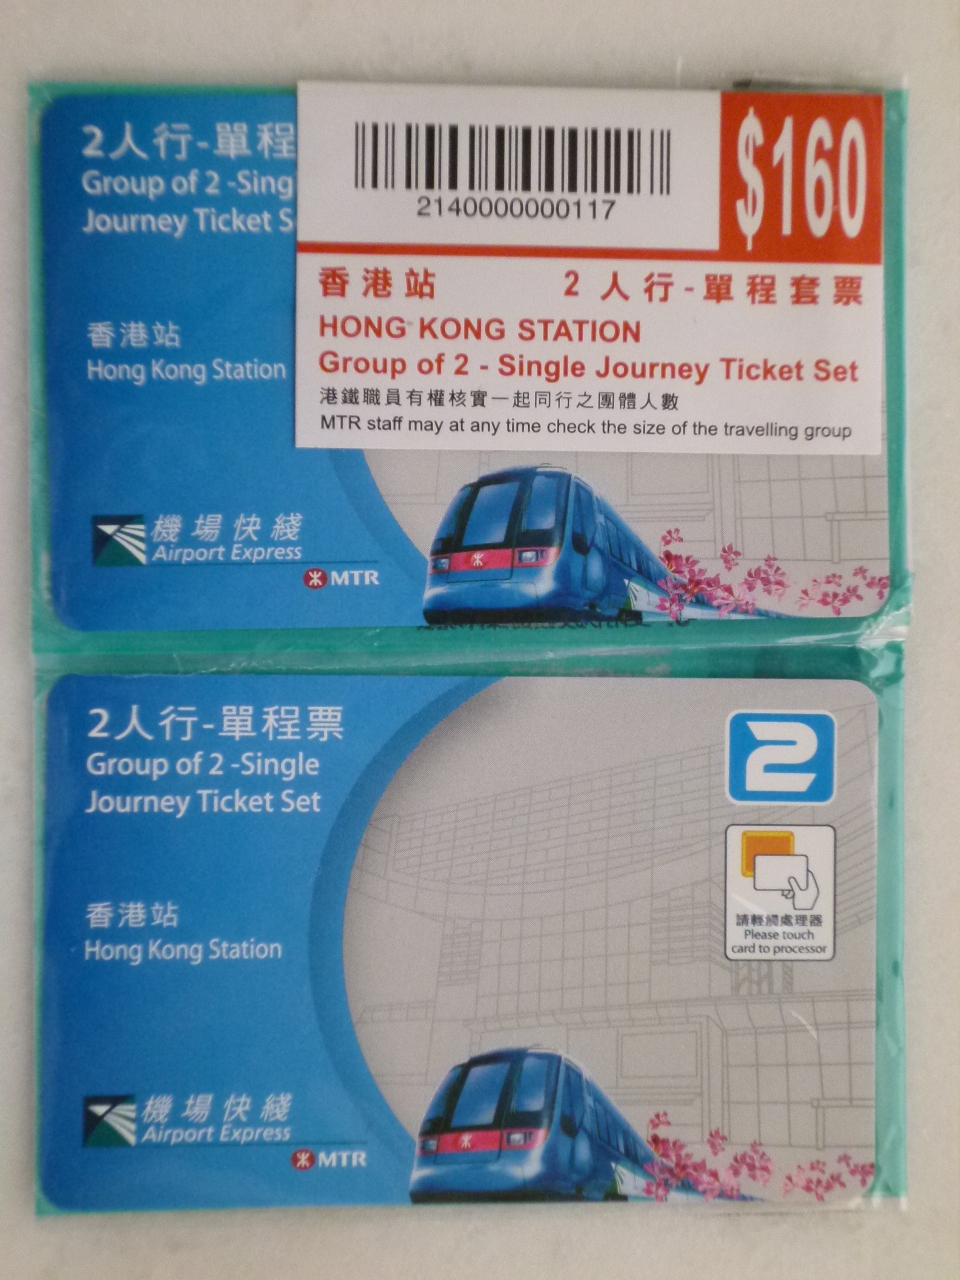 2人行-單程
Group of 2 -Sing
Journey Ticket S
香港站
Hong Kong Station
機場快綫
Airport Express
MTR
2140000000117
$160
香港站 2人行-單程套票
HONG KONG STATION
Group of 2 - Single Journey Ticket Set
港鐵職員有權核實一起同行之團體人數
MTR staff may at any time check the size of the travelling group
2人行-單程票
Group of 2 -Single
Journey Ticket Set
2
請輕觸處理器
Please touch
card to processor
香港站
Hong Kong Station
機場快綫
Airport Express
MTR